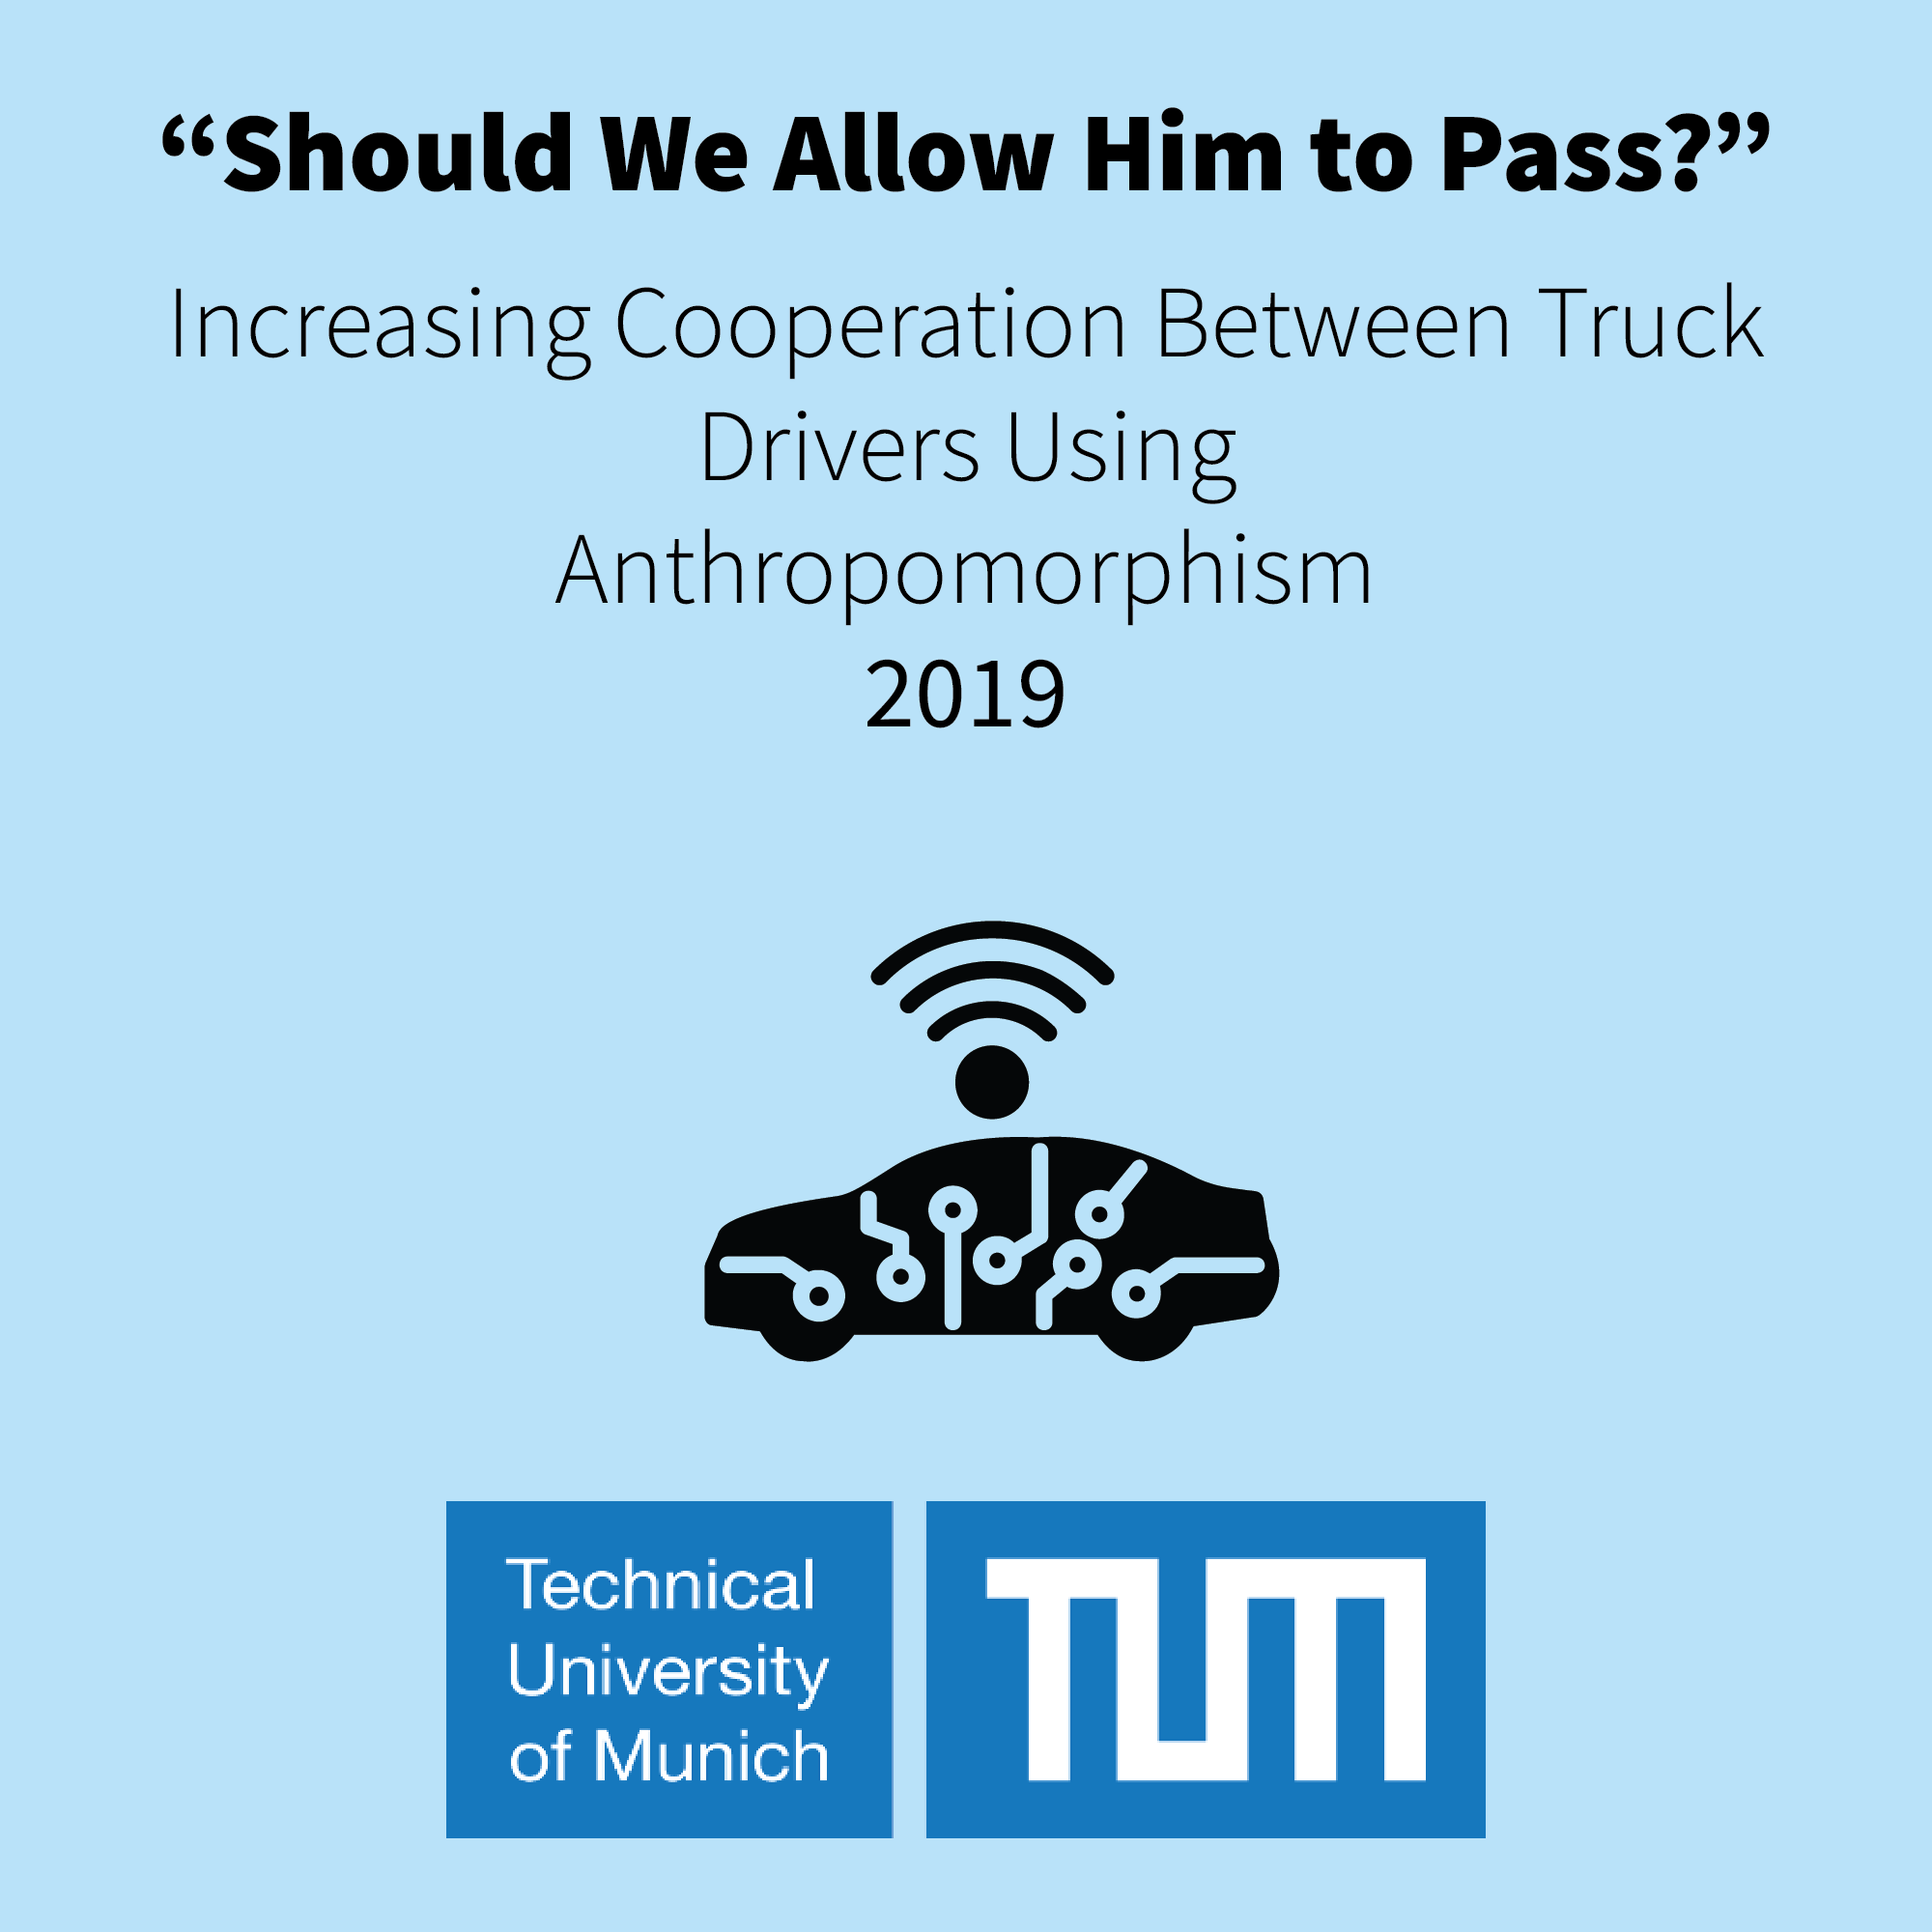 “Should We Allow Him to Pass?”
Increasing Cooperation Between Truck
Drivers Using
Anthropomorphism
2019
Technical
University
of Munich
TUM